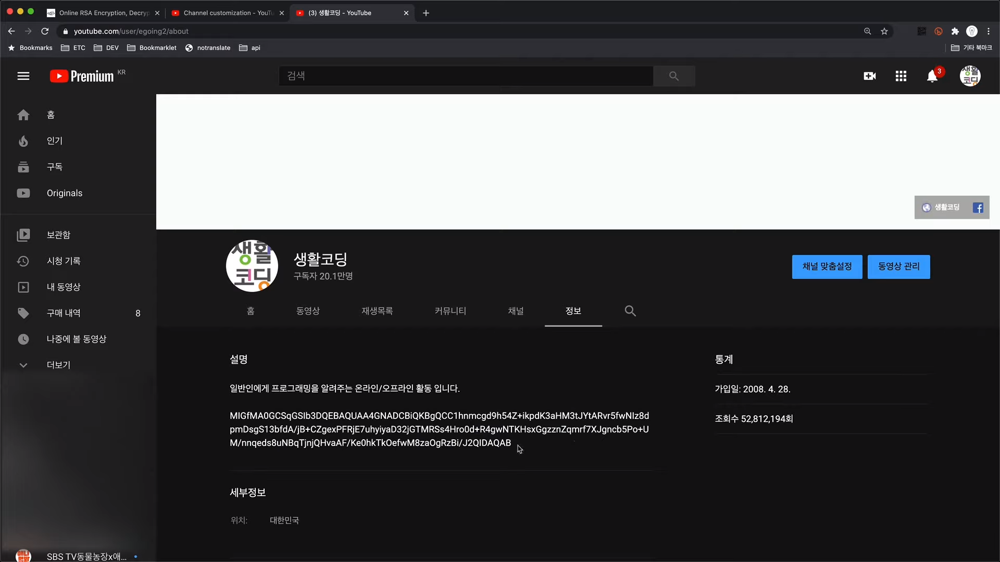 Online RSA Encryption, Decryp
Channel customization - YouTu
(3) 생활코딩 - YouTube
youtube.com/user/egoing2/about
Bookmarks
ETC
DEV
Bookmarklet
notranslate
api
기타 북마크
Premium KR
검색
3
생활
코딩
홈
인기
구독
Originals
보관함
시청 기록
내 동영상
구매 내역 8
나중에 볼 동영상
더보기
SBS TV동물농장x애...
생활코딩
생활
코딩
생활코딩
구독자 20.1만명
채널 맞춤설정
동영상 관리
홈
동영상
재생목록
커뮤니티
채널
정보
설명
일반인에게 프로그래밍을 알려주는 온라인/오프라인 활동 입니다.
MIGfMA0GCSqGSIb3DQEBAQUAA4GNADCBiQKBgQCC1hnmcgd9h54Z+ikpdK3aHM3tJYtARvr5fwNIz8d
pmDsgS13bfdA/jB+CZgexPFRjE7uhyiyaD32jGTMRSs4Hro0d+R4gwNTKHsxGgzznZqmrf7XJgncb5Po+U
M/nnqeds8uNBqTjnjQHvaAF/Ke0hkTkOefwM8zaOgRzBi/J2QIDAQAB
세부정보
위치: 대한민국
통계
가입일: 2008. 4. 28.
조회수 52,812,194회